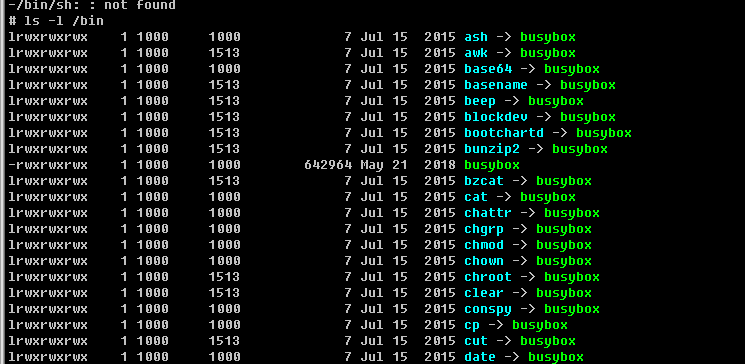 -/bin/sh: : not found
# ls -l /bin
lrwxrwxrwx    1 1000     1000             7 Jul 15  2015 ash -> busybox
lrwxrwxrwx    1 1000     1513             7 Jul 15  2015 awk -> busybox
lrwxrwxrwx    1 1000     1000             7 Jul 15  2015 base64 -> busybox
lrwxrwxrwx    1 1000     1513             7 Jul 15  2015 basename -> busybox
lrwxrwxrwx    1 1000     1513             7 Jul 15  2015 beep -> busybox
lrwxrwxrwx    1 1000     1513             7 Jul 15  2015 blockdev -> busybox
lrwxrwxrwx    1 1000     1513             7 Jul 15  2015 bootchartd -> busybox
lrwxrwxrwx    1 1000     1513             7 Jul 15  2015 bunzip2 -> busybox
-rwxrwxrwx    1 1000     1000        642964 May 21  2018 busybox
lrwxrwxrwx    1 1000     1513             7 Jul 15  2015 bzcat -> busybox
lrwxrwxrwx    1 1000     1000             7 Jul 15  2015 cat -> busybox
lrwxrwxrwx    1 1000     1000             7 Jul 15  2015 chattr -> busybox
lrwxrwxrwx    1 1000     1000             7 Jul 15  2015 chgrp -> busybox
lrwxrwxrwx    1 1000     1000             7 Jul 15  2015 chmod -> busybox
lrwxrwxrwx    1 1000     1000             7 Jul 15  2015 chown -> busybox
lrwxrwxrwx    1 1000     1513             7 Jul 15  2015 chroot -> busybox
lrwxrwxrwx    1 1000     1513             7 Jul 15  2015 clear -> busybox
lrwxrwxrwx    1 1000     1000             7 Jul 15  2015 conspy -> busybox
lrwxrwxrwx    1 1000     1000             7 Jul 15  2015 cp -> busybox
lrwxrwxrwx    1 1000     1513             7 Jul 15  2015 cut -> busybox
lrwxrwxrwx    1 1000     1000             7 Jul 15  2015 date -> busybox